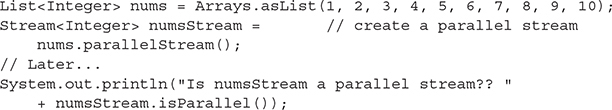 List<Integer> nums = Arrays.asList(1, 2, 3, 4, 5, 6, 7, 8, 9, 10);
Stream<Integer> numsStream =       // create a parallel stream
    nums.parallelStream();
// Later...
System.out.println("Is numsStream a parallel stream?? "
    + numsStream.isParallel());